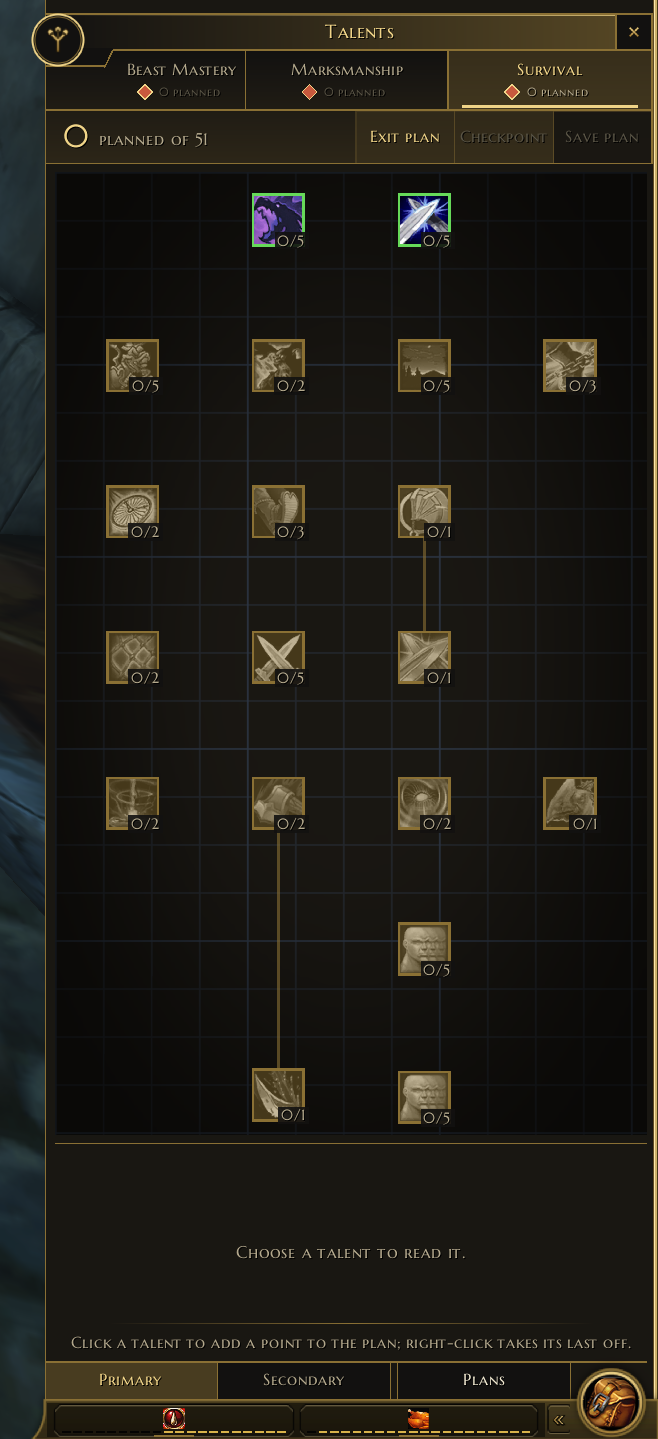 Talents
×
Beast Mastery
0 planned
Marksmanship
0 planned
Survival
0 planned
0 planned of 51
Exit plan
Checkpoint
Save plan
0/5
0/5
0/5
0/2
0/5
0/3
0/2
0/3
0/1
0/2
0/5
0/1
0/2
0/2
0/2
0/1
0/5
0/1
0/5
Choose a talent to read it.
Click a talent to add a point to the plan; right-click takes its last off.
Primary
Secondary
Plans
«